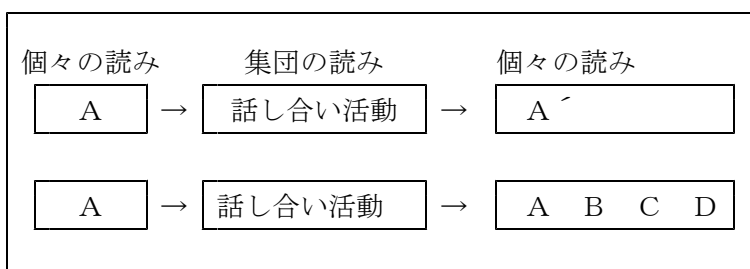 個々の読み 集団の読み 個々の読み
A → 話し合い活動 → A´
A → 話し合い活動 → A B C D